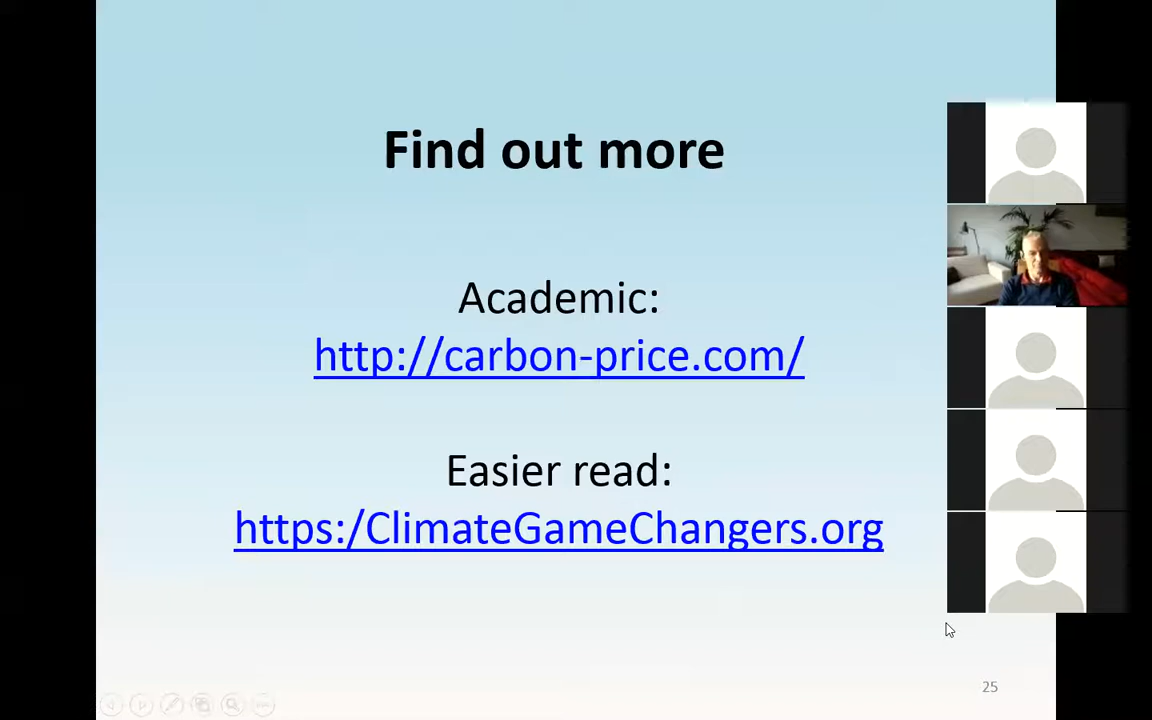 Find out more
Academic:
http://carbon-price.com/
Easier read:
https:/ClimateGameChangers.org
25